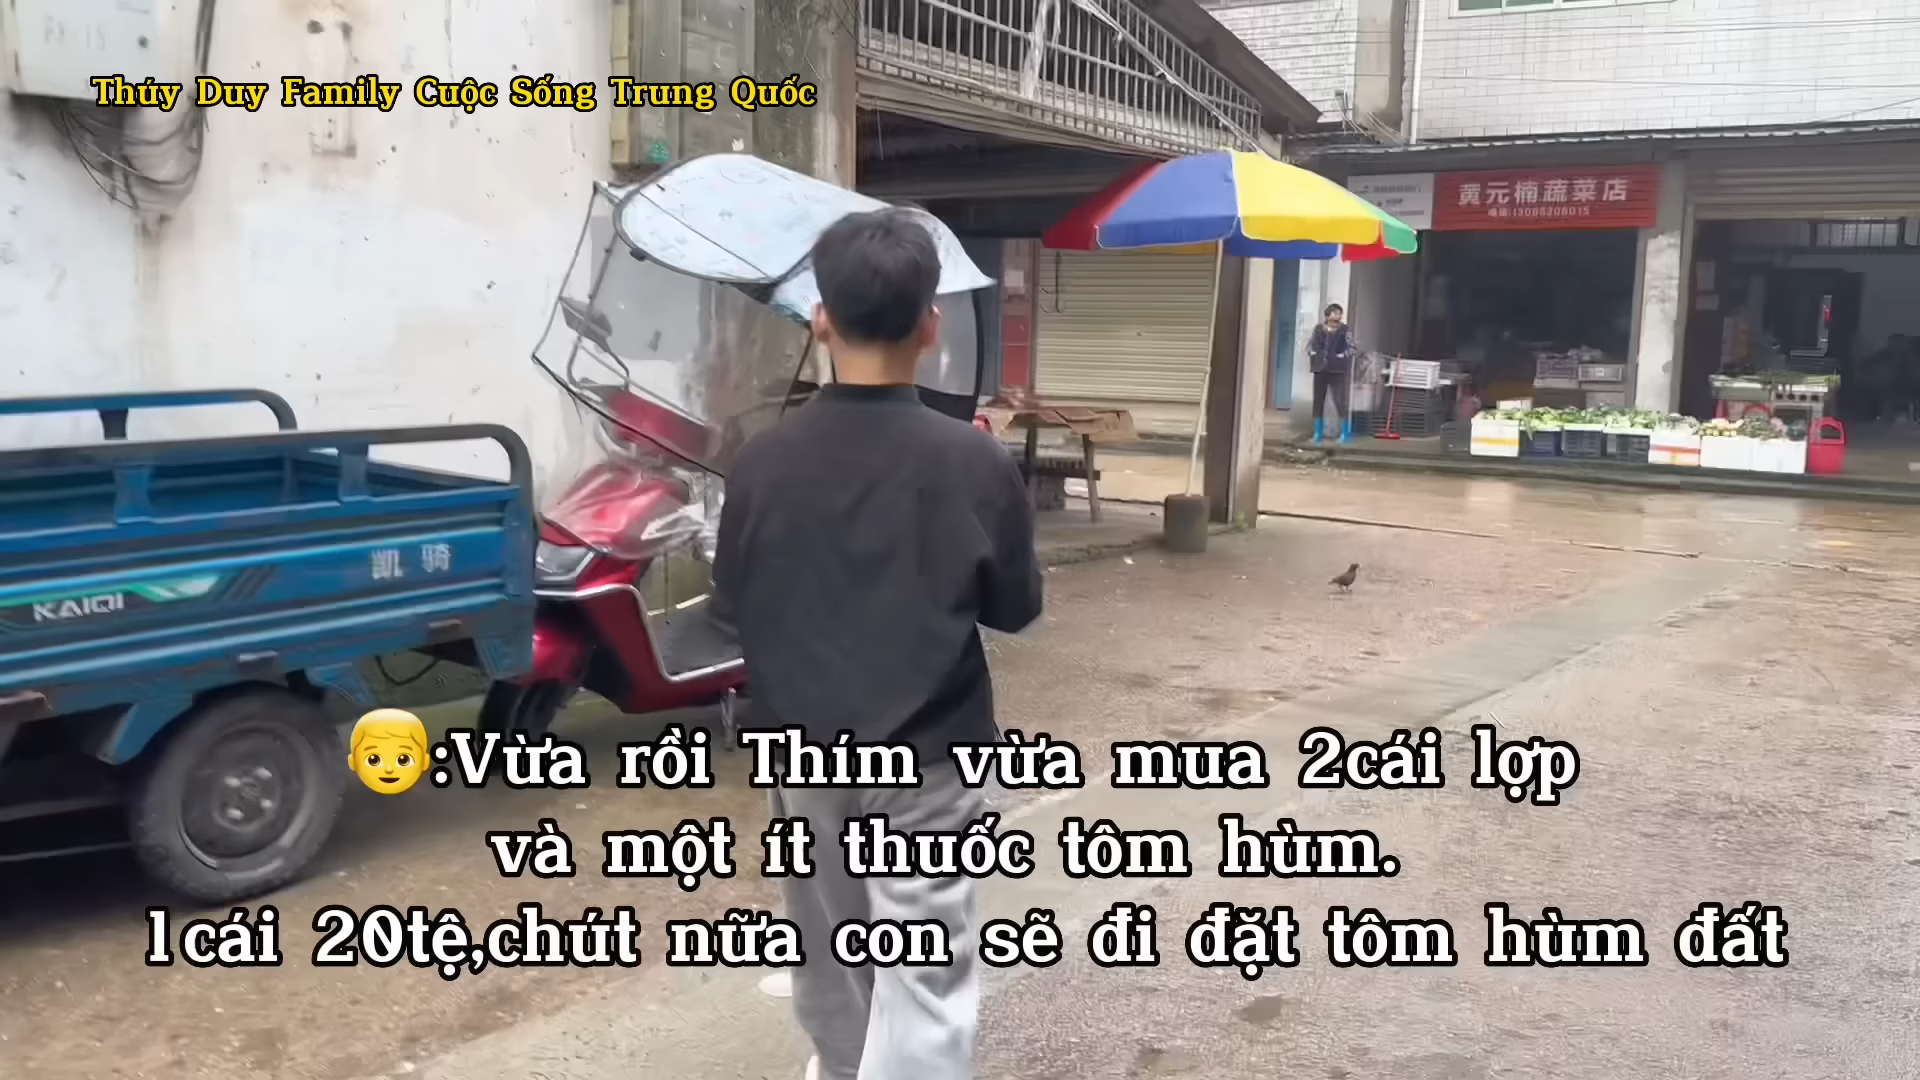 Thúy Duy Family Cuộc Sống Trung Quốc
黄元楠蔬菜店
凯骑
KAIQI
:Vừa rồi Thím vừa mua 2cái lợp
và một ít thuốc tôm hùm.
1cái 20tệ,chút nữa con sẽ đi đặt tôm hùm đất